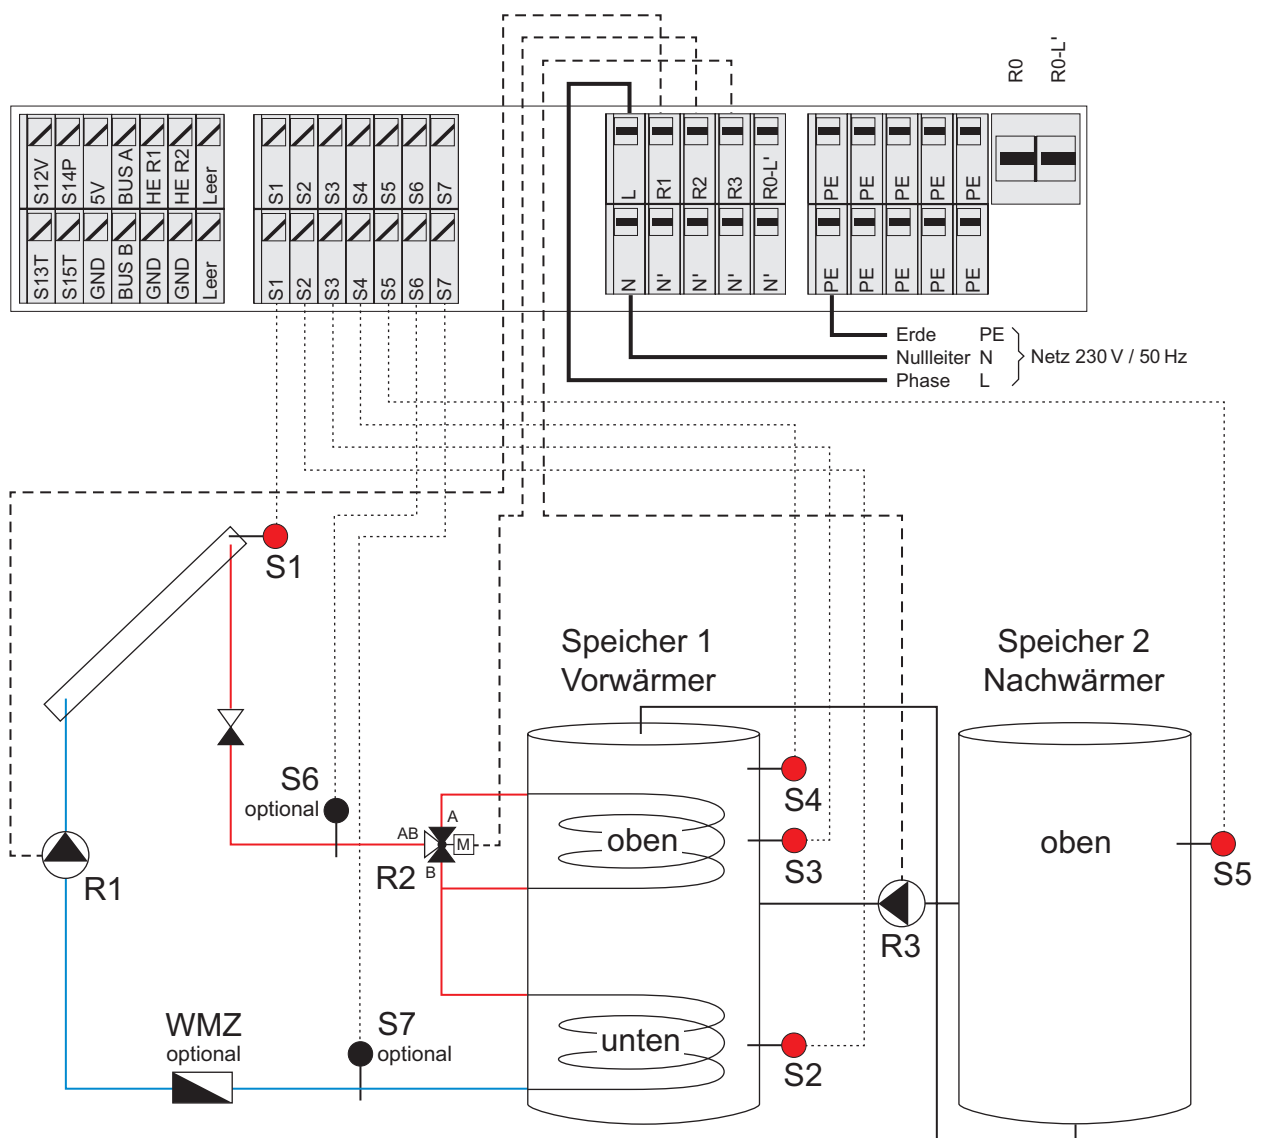 R0
R0-L'
S12V S14P 5V BUS A HE R1 HE R2 Leer
S1 S2 S3 S4 S5 S6 S7
L R1 R2 R3 R0-L'
PE PE PE PE PE
S13T S15T GND BUS B GND GND Leer
S1 S2 S3 S4 S5 S6 S7
N N' N' N' N'
PE PE PE PE PE
Erde PE
Nullleiter N
Phase L
Netz 230 V / 50 Hz
S1
Speicher 1
Vorwärmer
Speicher 2
Nachwärmer
S6
optional
S4
A
AB
M
B
R2
oben
S3
oben
S5
R1
R3
WMZ
optional
S7
optional
unten
S2